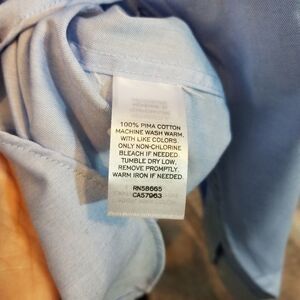 100% PIMA COTTON
MACHINE WASH WARM,
WITH LIKE COLORS.
ONLY NON-CHLORINE
BLEACH IF NEEDED.
TUMBLE DRY LOW,
REMOVE PROMPTLY.
WARM IRON IF NEEDED.
RN58665
CA57963